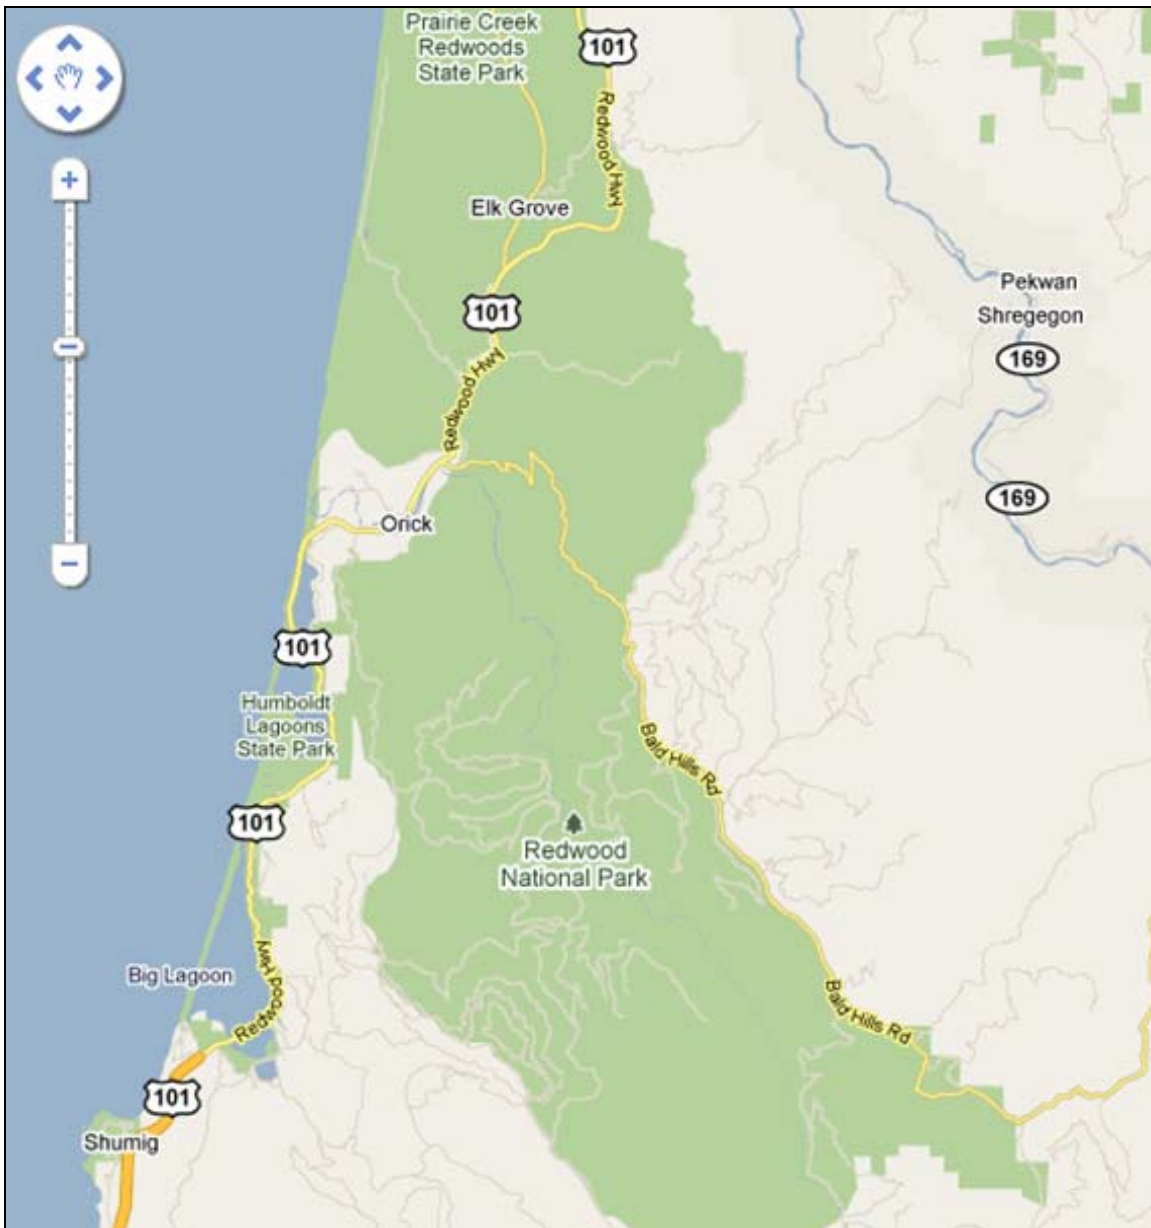 Prairie Creek
Redwoods
State Park
101
Redwood Hwy
Elk Grove
Pekwan
Shregegon
101
169
Redwood Hwy
169
Orick
101
Humboldt
Lagoons
State Park
Bald Hills Rd
101
Redwood
National Park
Redwood Hwy
Big Lagoon
Bald Hills Rd
101
Shumig